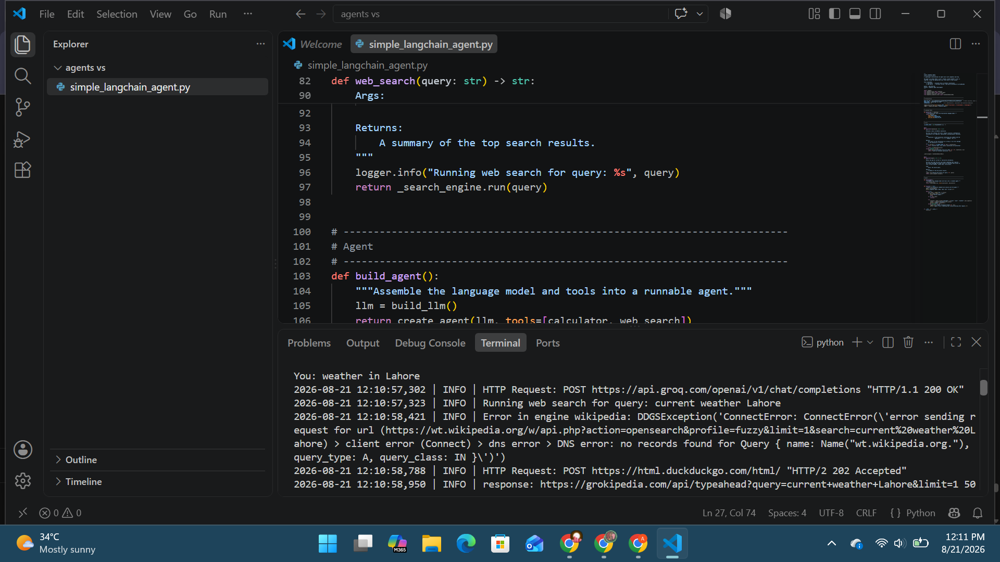 File Edit Selection View Go Run ...
agents vs
Explorer
agents vs
simple_langchain_agent.py
Outline
Timeline
Welcome simple_langchain_agent.py
simple_langchain_agent.py
82 def web_search(query: str) -> str:
90 Args:
92
93 Returns:
94 A summary of the top search results.
95 """
96 logger.info("Running web search for query: %s", query)
97 return _search_engine.run(query)
98
99
100 # --------------------------------------------------------------------------
101 # Agent
102 # --------------------------------------------------------------------------
103 def build_agent():
104 """Assemble the language model and tools into a runnable agent."""
105 llm = build_llm()
106 return create_agent(llm, tools=[calculator, web_search])
Problems Output Debug Console Terminal Ports
python
You: weather in Lahore
2026-08-21 12:10:57,302 | INFO | HTTP Request: POST https://api.groq.com/openai/v1/chat/completions "HTTP/1.1 200 OK"
2026-08-21 12:10:57,323 | INFO | Running web search for query: current weather Lahore
2026-08-21 12:10:58,421 | INFO | Error in engine wikipedia: DDGSException('ConnectError: ConnectError(\'error sending r
equest for url (https://wt.wikipedia.org/w/api.php?action=opensearch&profile=fuzzy&limit=1&search=current%20weather%20L
ahore) > client error (Connect) > dns error > DNS error: no records found for Query { name: Name("wt.wikipedia.org."),
query_type: A, query_class: IN }\')')
2026-08-21 12:10:58,788 | INFO | HTTP Request: POST https://html.duckduckgo.com/html/ "HTTP/2 202 Accepted"
2026-08-21 12:10:58,950 | INFO | response: https://grokipedia.com/api/typeahead?query=current+weather+Lahore&limit=1 50
0 0
Ln 27, Col 74 Spaces: 4 UTF-8 CRLF { } Python
34°C
Mostly sunny
M365
12:11 PM
8/21/2026